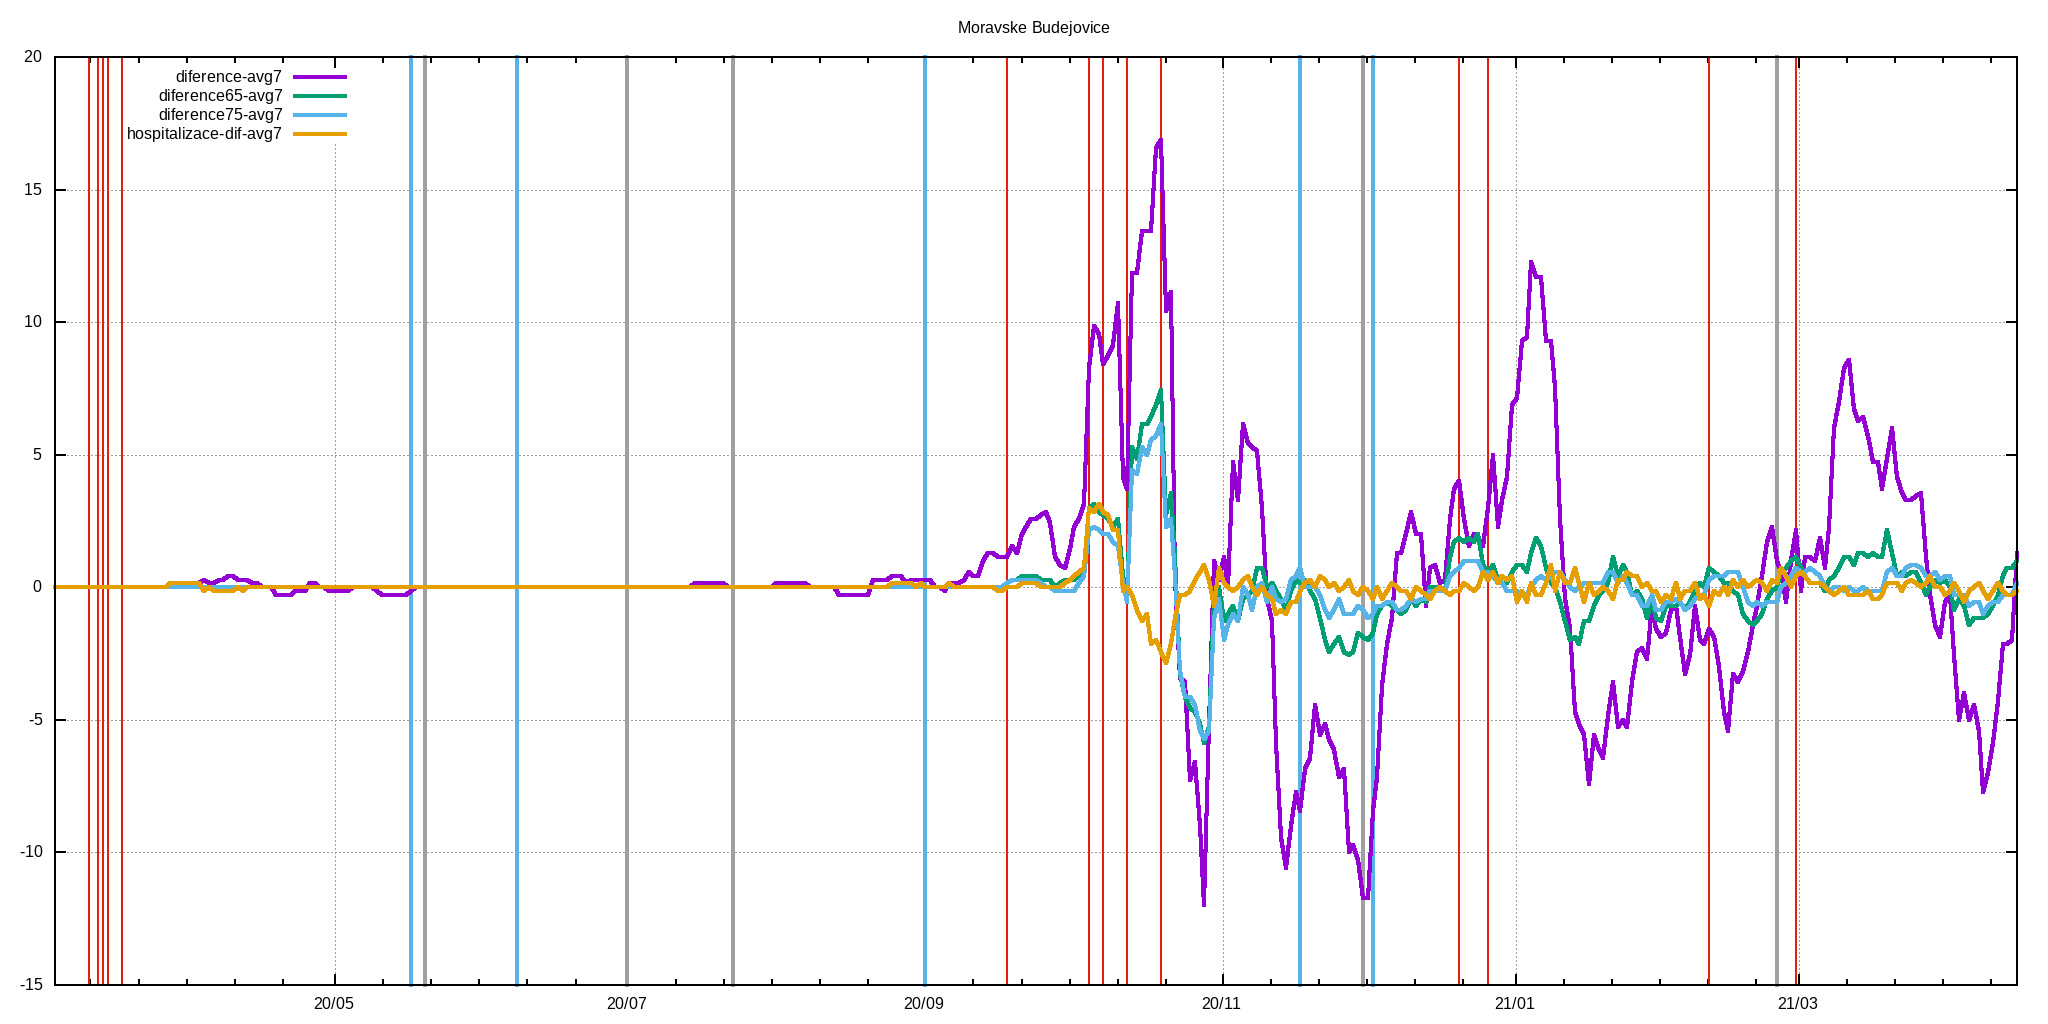 Moravske Budejovice
20
diference-avg7
diference65-avg7
diference75-avg7
hospitalizace-dif-avg7
15
10
5
0
-5
-10
-15
20/05
20/07
20/09
20/11
21/01
21/03